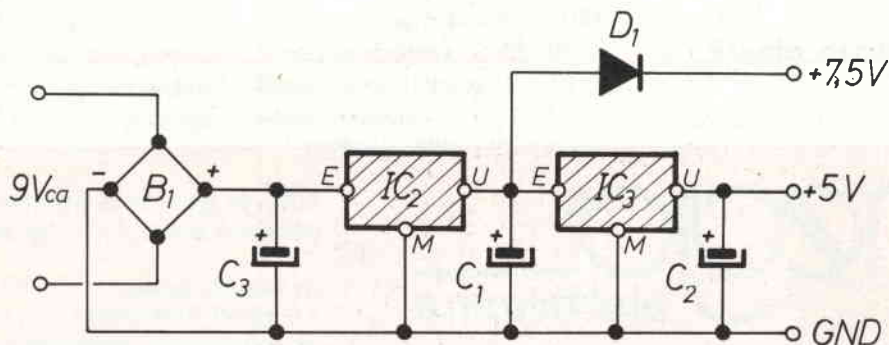 D1
+7,5V
9Vca
-
B1
+
E
IC2
U
M
E
IC3
U
M
+5V
+
C3
+
C1
+
C2
GND